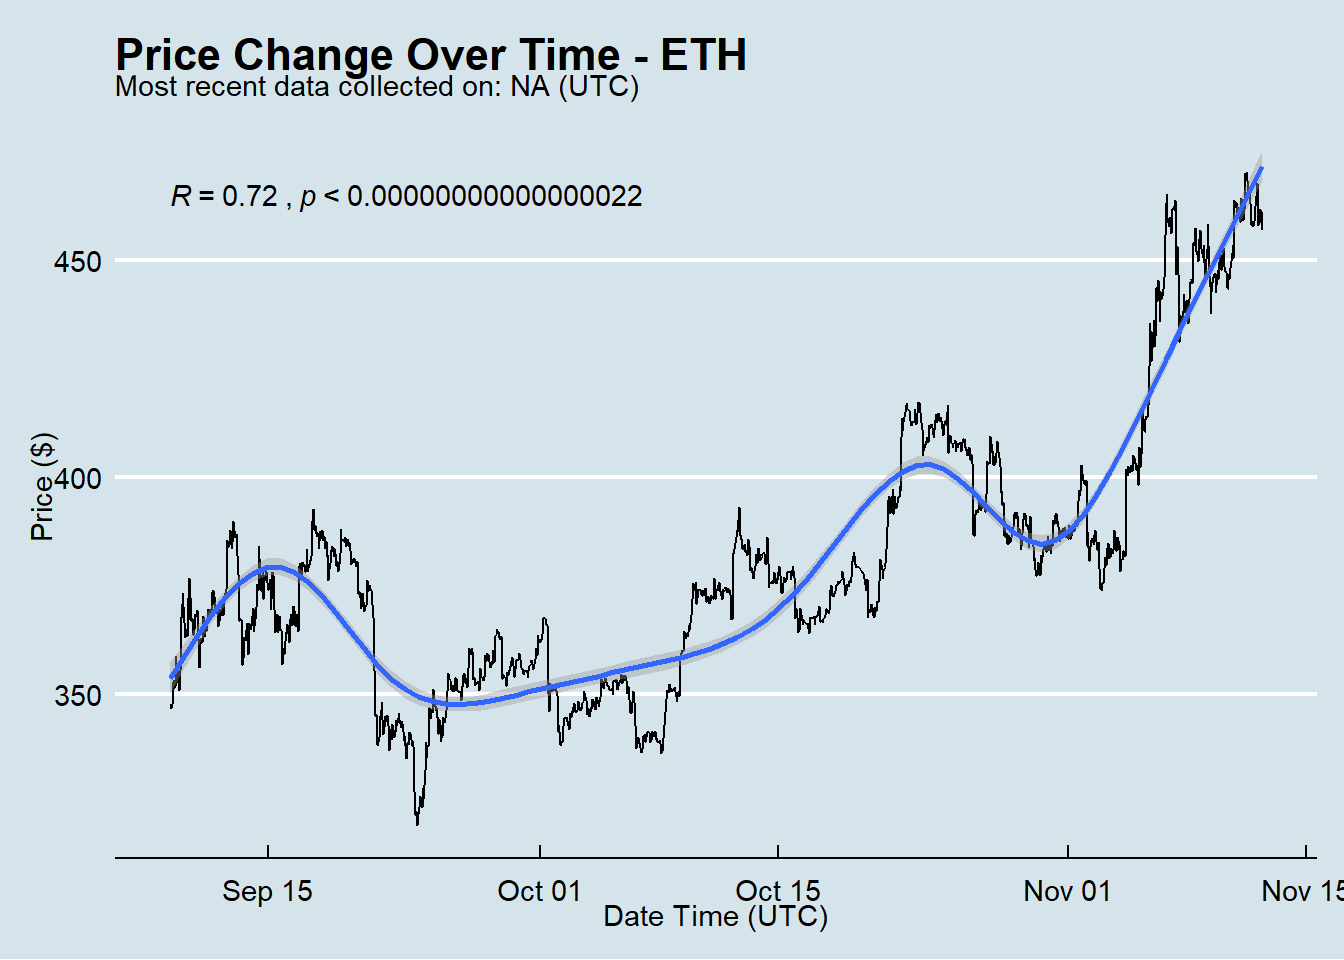 Price Change Over Time - ETH
Most recent data collected on: NA (UTC)
R = 0.72 , p < 0.00000000000000022
450
400
350
Price ($)
Sep 15
Oct 01
Oct 15
Nov 01
Nov 15
Date Time (UTC)